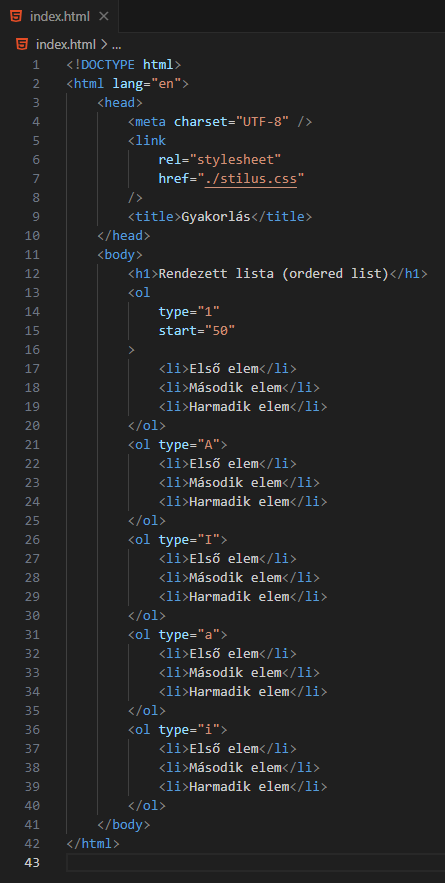 index.html ×
index.html > ...
1 <!DOCTYPE html>
2 <html lang="en">
3 <head>
4 <meta charset="UTF-8" />
5 <link
6 rel="stylesheet"
7 href="./stilus.css"
8 />
9 <title>Gyakorlás</title>
10 </head>
11 <body>
12 <h1>Rendezett lista (ordered list)</h1>
13 <ol
14 type="1"
15 start="50"
16 >
17 <li>Első elem</li>
18 <li>Második elem</li>
19 <li>Harmadik elem</li>
20 </ol>
21 <ol type="A">
22 <li>Első elem</li>
23 <li>Második elem</li>
24 <li>Harmadik elem</li>
25 </ol>
26 <ol type="I">
27 <li>Első elem</li>
28 <li>Második elem</li>
29 <li>Harmadik elem</li>
30 </ol>
31 <ol type="a">
32 <li>Első elem</li>
33 <li>Második elem</li>
34 <li>Harmadik elem</li>
35 </ol>
36 <ol type="i">
37 <li>Első elem</li>
38 <li>Második elem</li>
39 <li>Harmadik elem</li>
40 </ol>
41 </body>
42 </html>
43